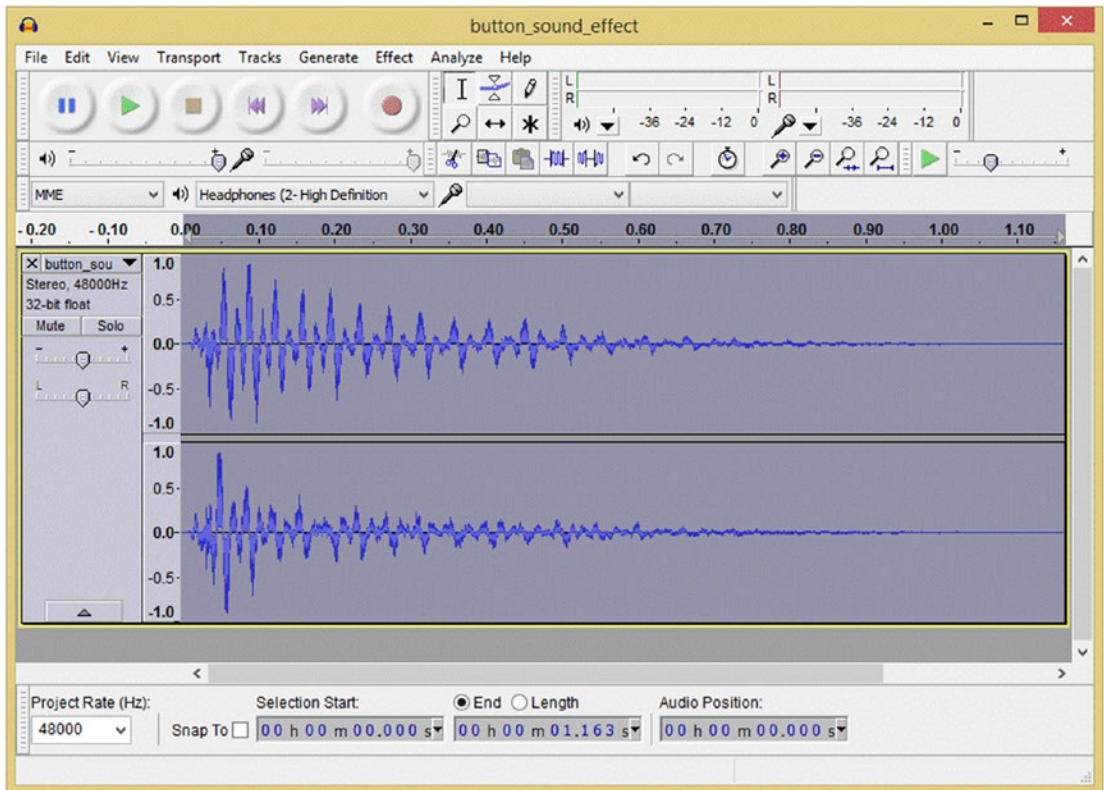 button_sound_effect
File Edit View Transport Tracks Generate Effect Analyze Help
L L
R R
-36 -24 -12 0 -36 -24 -12 0
- + - + - +
MME Headphones (2- High Definition
- 0.20 - 0.10 0.00 0.10 0.20 0.30 0.40 0.50 0.60 0.70 0.80 0.90 1.00 1.10
X button_sou 1.0
Stereo, 48000Hz
32-bit float 0.5
Mute Solo
- + 0.0
L R -0.5
-1.0
1.0
0.5
0.0
-0.5
-1.0
Project Rate (Hz): Selection Start: End Length Audio Position:
48000 Snap To 00 h 00 m 00.000 s 00 h 00 m 01.163 s 00 h 00 m 00.000 s